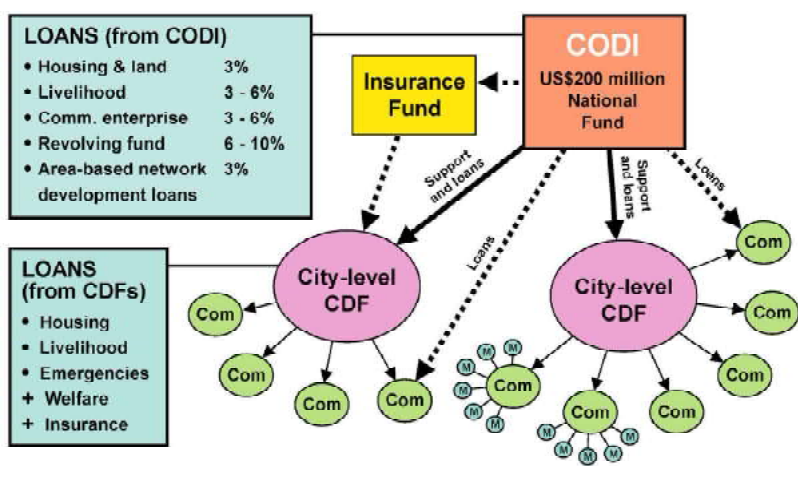 LOANS (from CODI)
• Housing & land 3%
• Livelihood 3 - 6%
• Comm. enterprise 3 - 6%
• Revolving fund 6 - 10%
• Area-based network 3%
development loans
Insurance
Fund
CODI
US$200 million
National
Fund
Support
and loans
Loans
Support
and loans
Loans
LOANS
(from CDFs)
• Housing
• Livelihood
• Emergencies
+ Welfare
+ Insurance
City-level
CDF
Com
Com
Com
Com
City-level
CDF
Com
Com
Com
Com
Com
Com
M
M
M
M
M
M
M
M
M
M
M